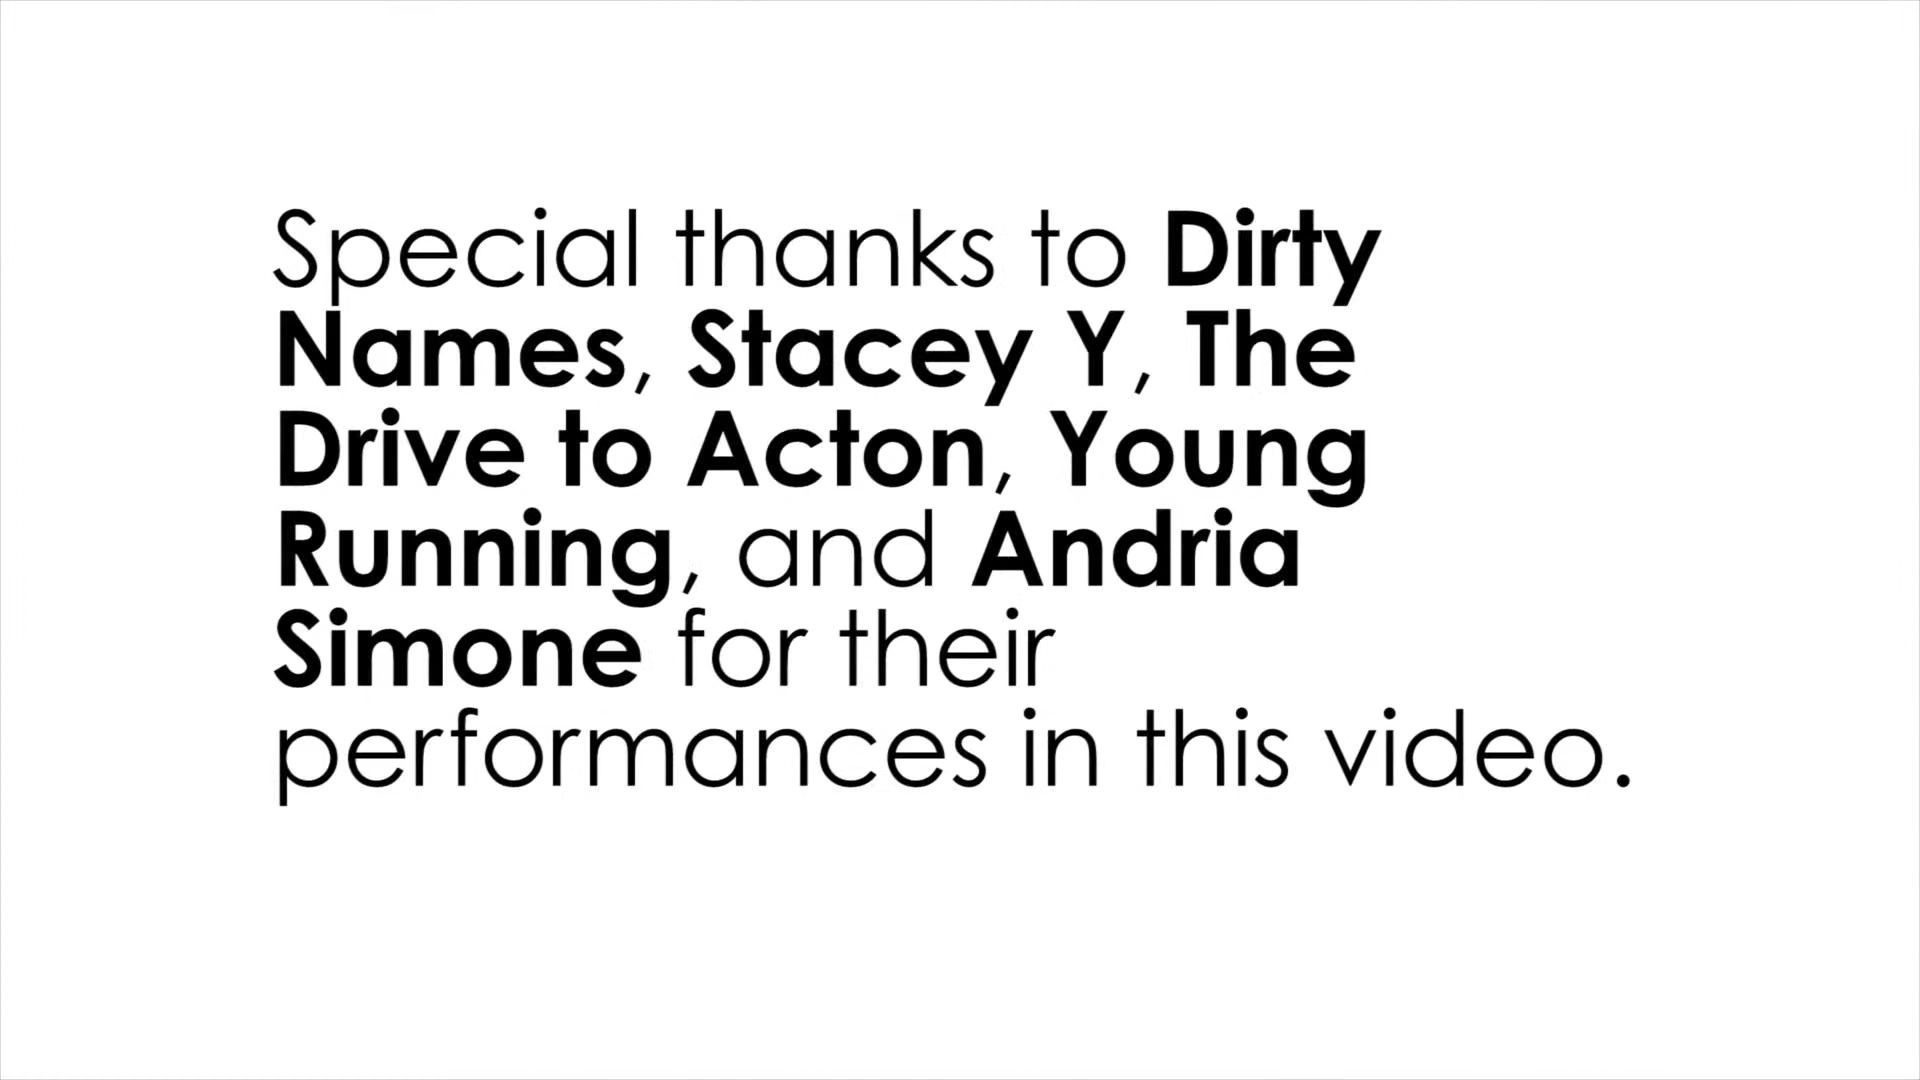 Special thanks to Dirty
Names, Stacey Y, The
Drive to Acton, Young
Running, and Andria
Simone for their
performances in this video.